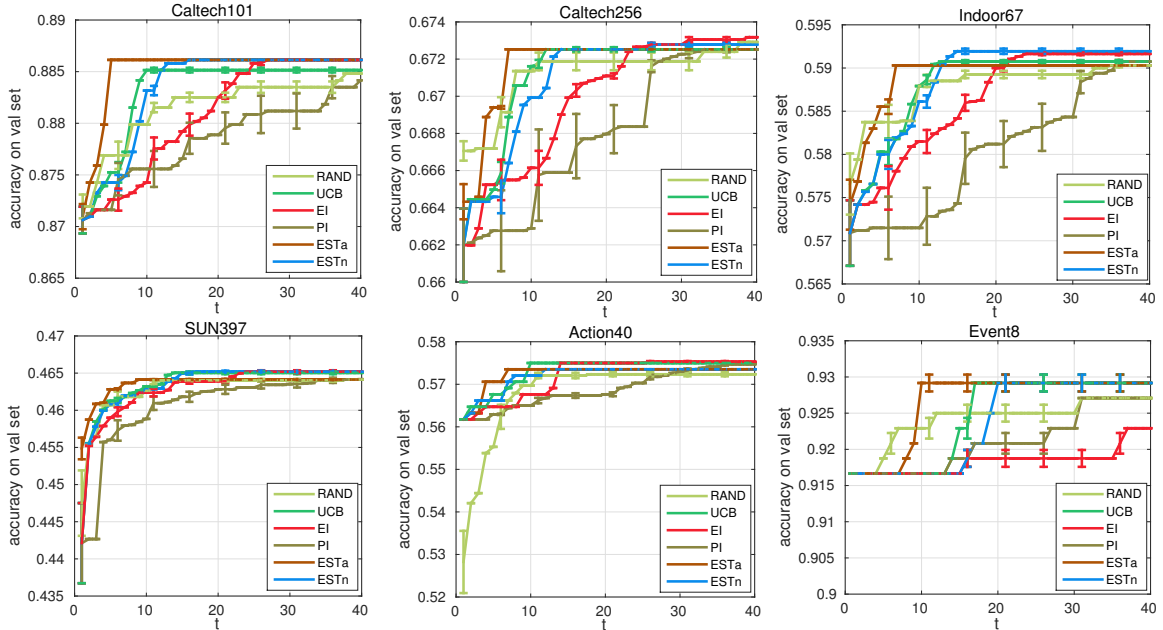 Caltech101
accuracy on val set
0.89
0.885
0.88
0.875
0.87
0.865
0 10 20 30 40
t
RAND
UCB
EI
PI
ESTa
ESTn
Caltech256
accuracy on val set
0.674
0.672
0.67
0.668
0.666
0.664
0.662
0.66
0 10 20 30 40
t
RAND
UCB
EI
PI
ESTa
ESTn
Indoor67
accuracy on val set
0.595
0.59
0.585
0.58
0.575
0.57
0.565
0 10 20 30 40
t
RAND
UCB
EI
PI
ESTa
ESTn
SUN397
accuracy on val set
0.47
0.465
0.46
0.455
0.45
0.445
0.44
0.435
0 10 20 30 40
t
RAND
UCB
EI
PI
ESTa
ESTn
Action40
accuracy on val set
0.58
0.57
0.56
0.55
0.54
0.53
0.52
0 10 20 30 40
t
RAND
UCB
EI
PI
ESTa
ESTn
Event8
accuracy on val set
0.935
0.93
0.925
0.92
0.915
0.91
0.905
0.9
0 10 20 30 40
t
RAND
UCB
EI
PI
ESTa
ESTn